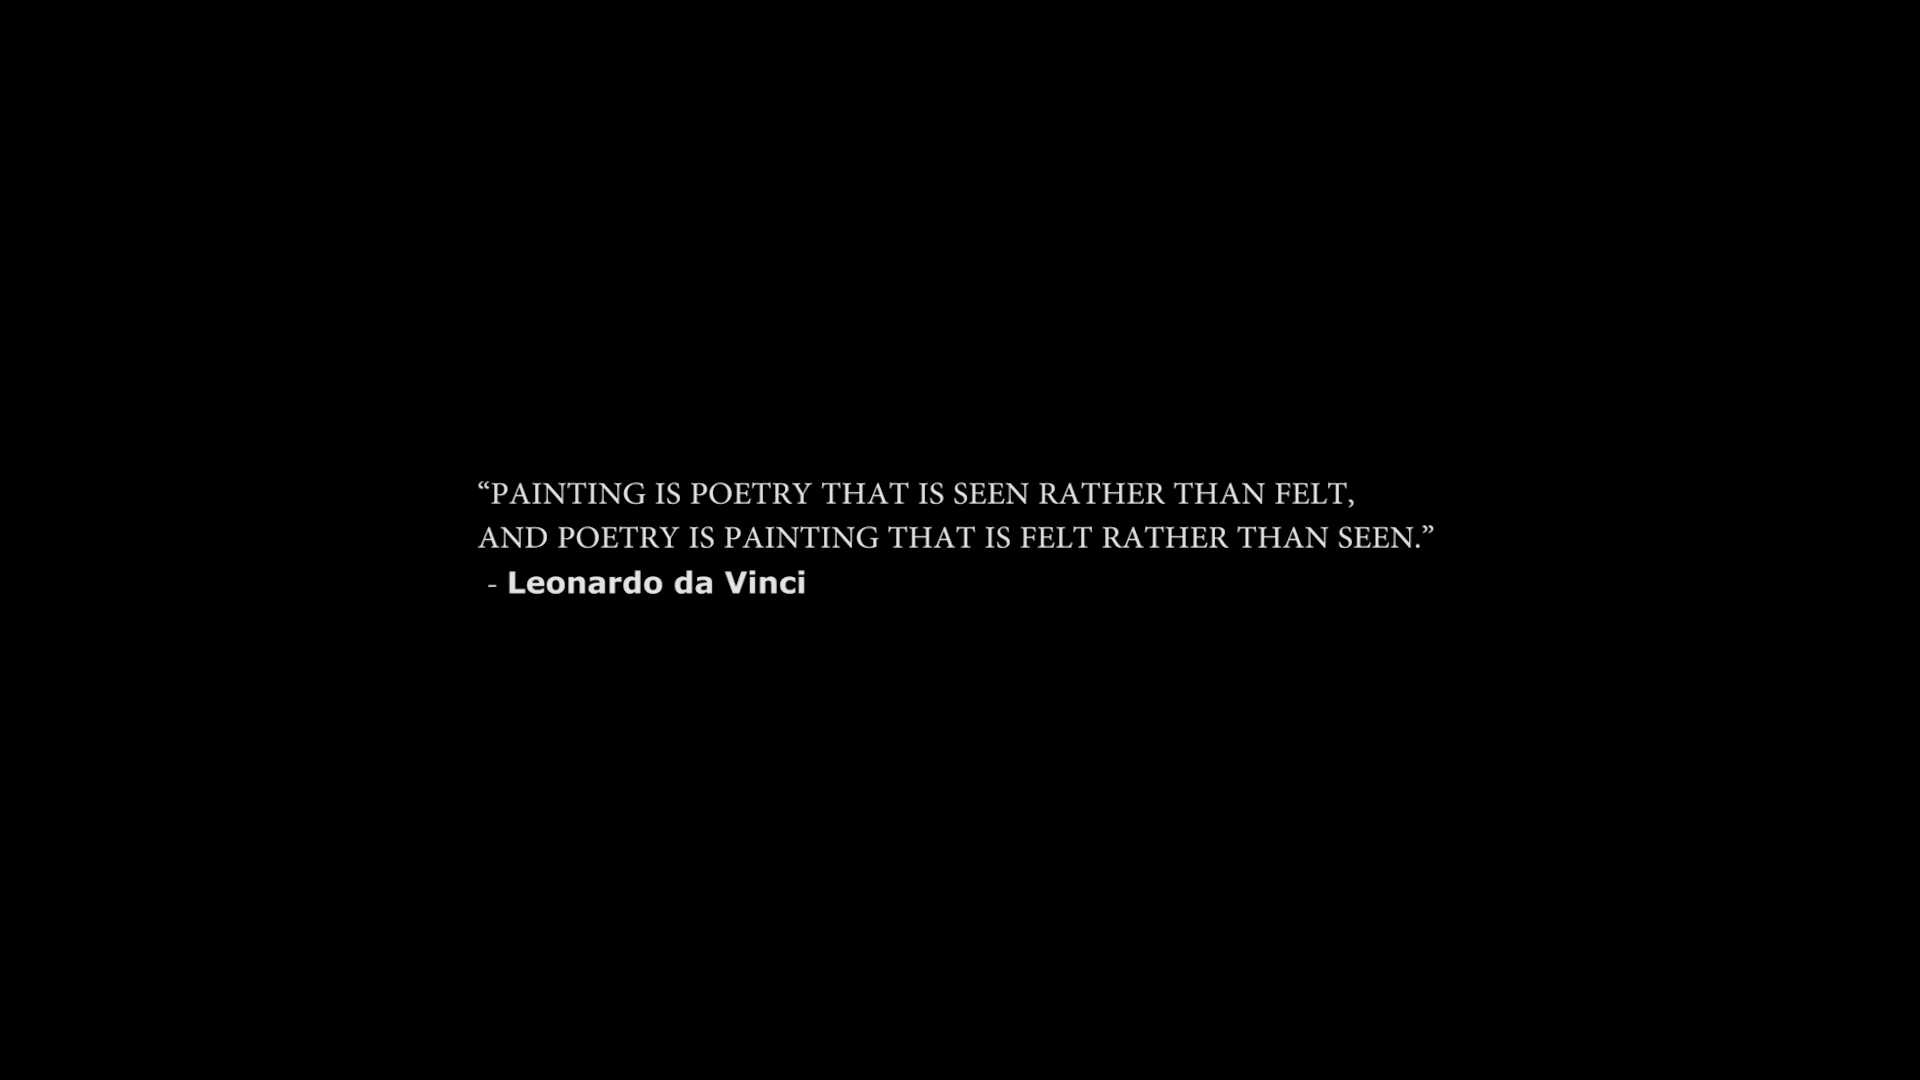 “PAINTING IS POETRY THAT IS SEEN RATHER THAN FELT,
AND POETRY IS PAINTING THAT IS FELT RATHER THAN SEEN.”
- Leonardo da Vinci